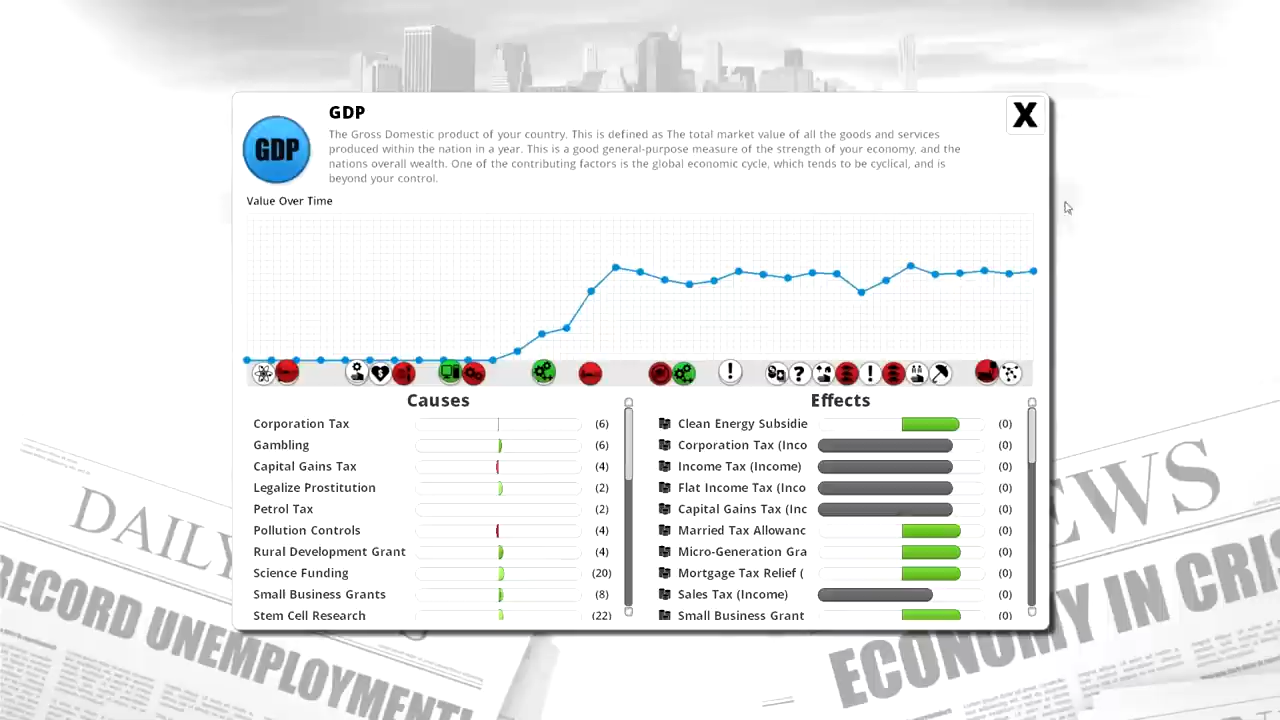 GDP
GDP
X
The Gross Domestic product of your country. This is defined as The total market value of all the goods and services
produced within the nation in a year. This is a good general-purpose measure of the strength of your economy, and the
nations overall wealth. One of the contributing factors is the global economic cycle, which tends to be cyclical, and is
beyond your control.
Value Over Time
Causes
Corporation Tax (6)
Gambling (6)
Capital Gains Tax (4)
Legalize Prostitution (2)
Petrol Tax (2)
Pollution Controls (4)
Rural Development Grant (4)
Science Funding (20)
Small Business Grants (8)
Stem Cell Research (22)
Effects
Clean Energy Subsidie (0)
Corporation Tax (Inco (0)
Income Tax (Income) (0)
Flat Income Tax (Inco (0)
Capital Gains Tax (Inc (0)
Married Tax Allowanc (0)
Micro-Generation Gra (0)
Mortgage Tax Relief ( (0)
Sales Tax (Income) (0)
Small Business Grant (0)
DAILY
RECORD UNEMPLOYMENT!
EWS
ECONOMY IN CRIS